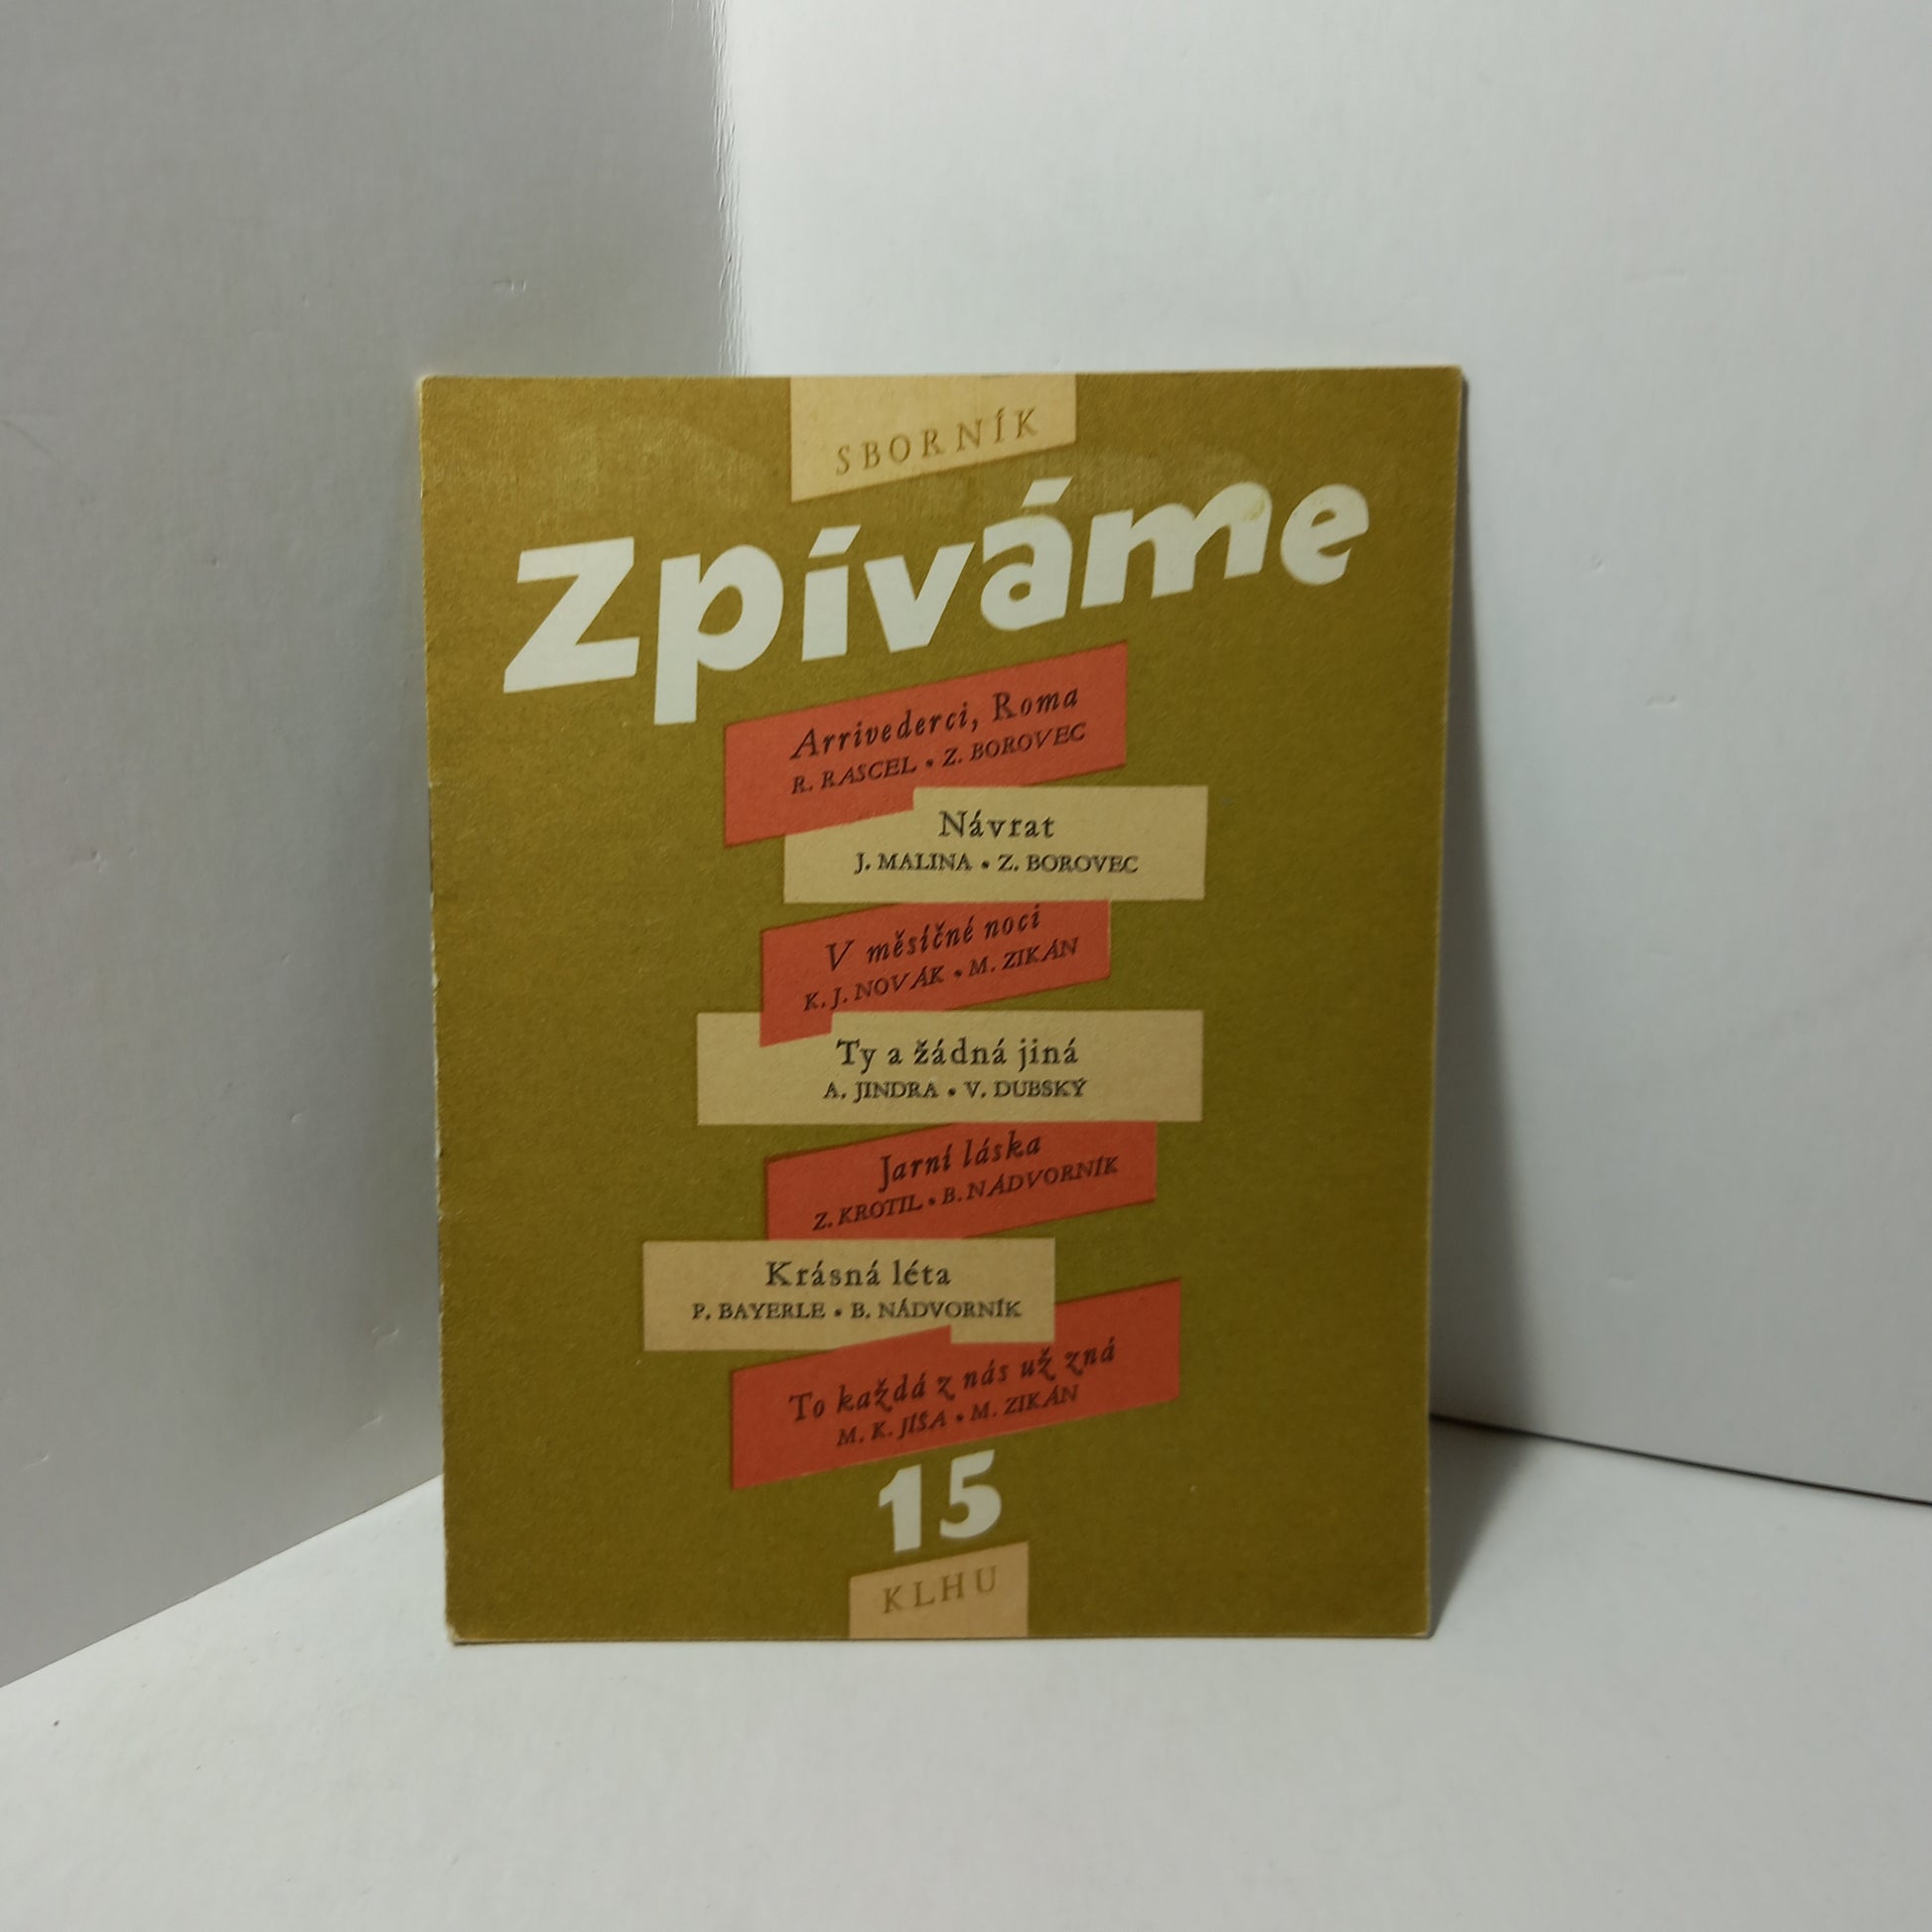 SBORNÍK
Zpíváme
Arrivederci, Roma
R. RASCEL • Z. BOROVEC
Návrat
J. MALINA • Z. BOROVEC
V měsíčné noci
K. J. NOVÁK • M. ZIKÁN
Ty a žádná jiná
A. JINDRA • V. DUBSKÝ
Jarní láska
Z. KROTIL • B. NÁDVORNÍK
Krásná léta
P. BAYERLE • B. NÁDVORNÍK
To každá z nás už zná
M. K. JÍŠA • M. ZIKÁN
15
KLHU